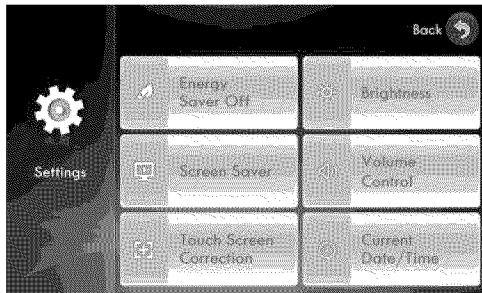 Back
Settings
Energy
Saver Off
Brightness
Screen Saver
Volume
Control
Touch Screen
Correction
Current
Date/Time